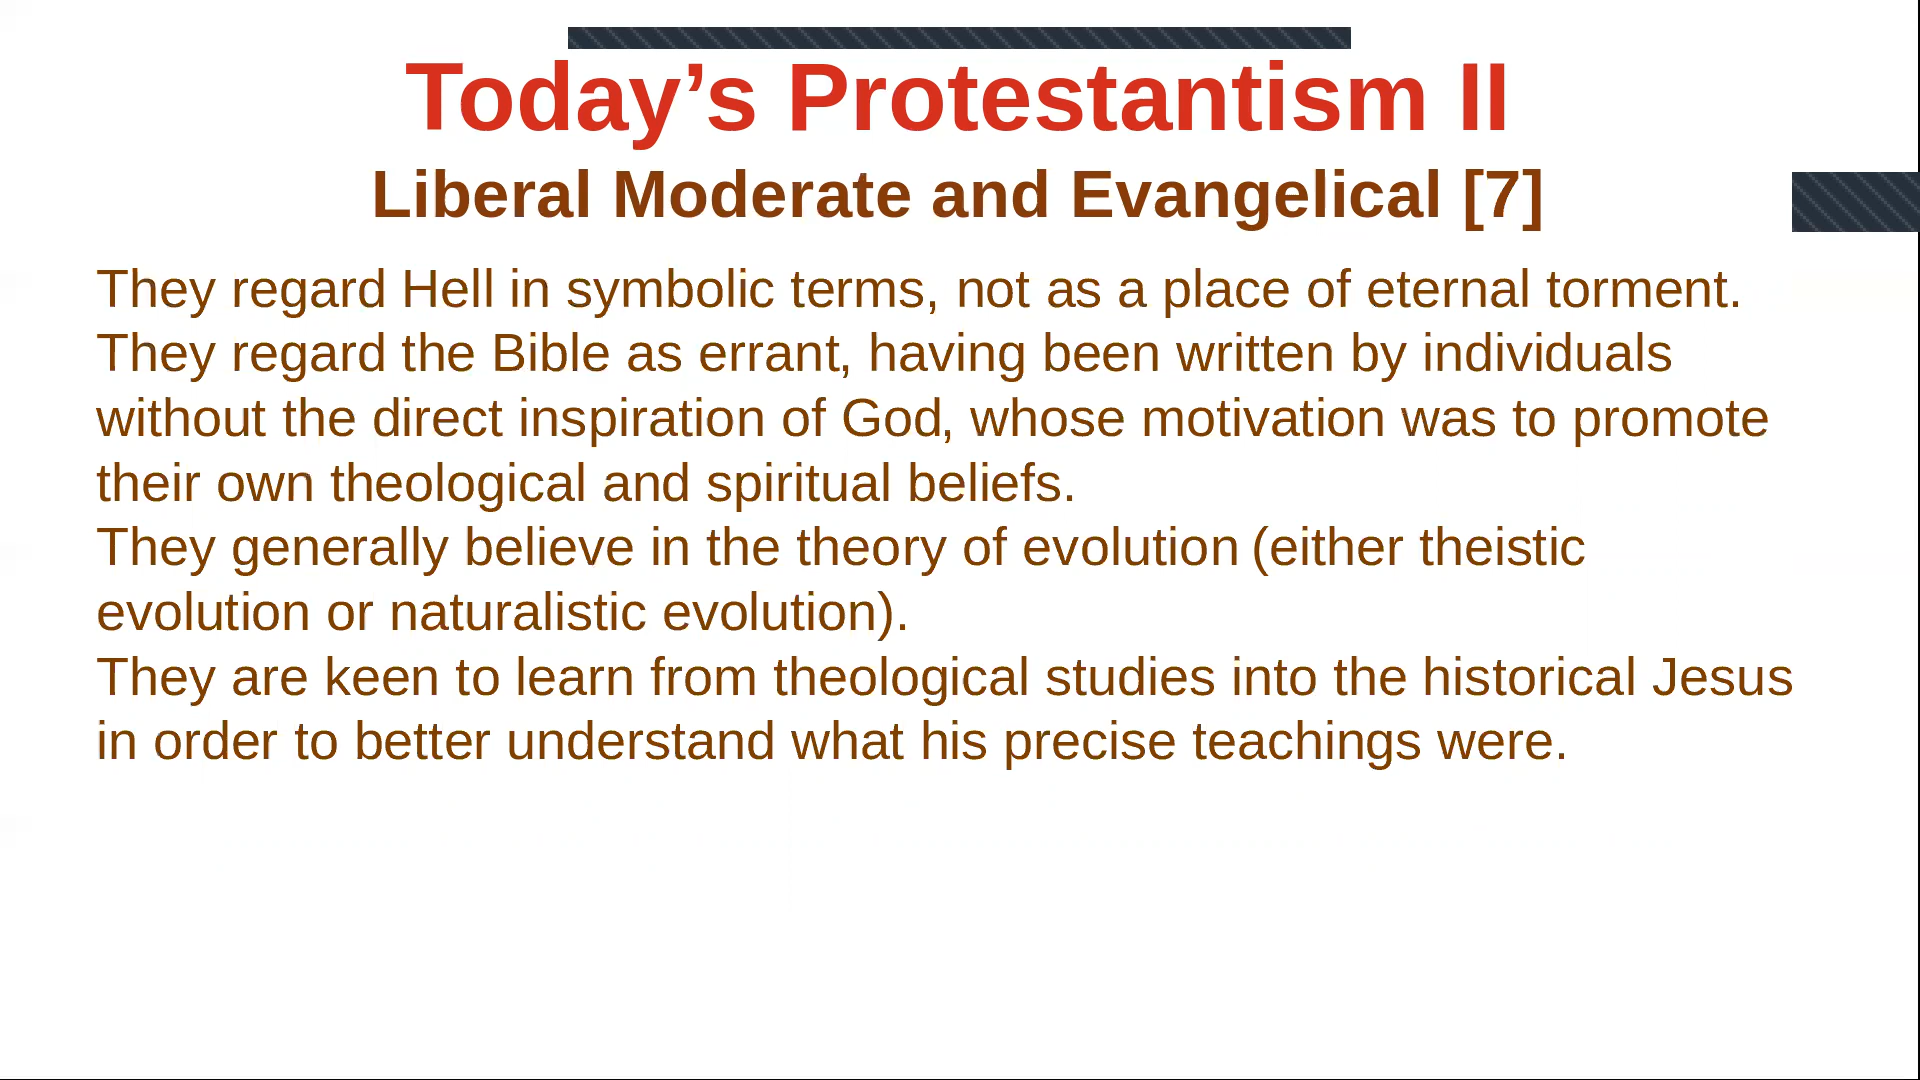 Today’s Protestantism II
Liberal Moderate and Evangelical [7]
They regard Hell in symbolic terms, not as a place of eternal torment.
They regard the Bible as errant, having been written by individuals
without the direct inspiration of God, whose motivation was to promote
their own theological and spiritual beliefs.
They generally believe in the theory of evolution (either theistic
evolution or naturalistic evolution).
They are keen to learn from theological studies into the historical Jesus
in order to better understand what his precise teachings were.